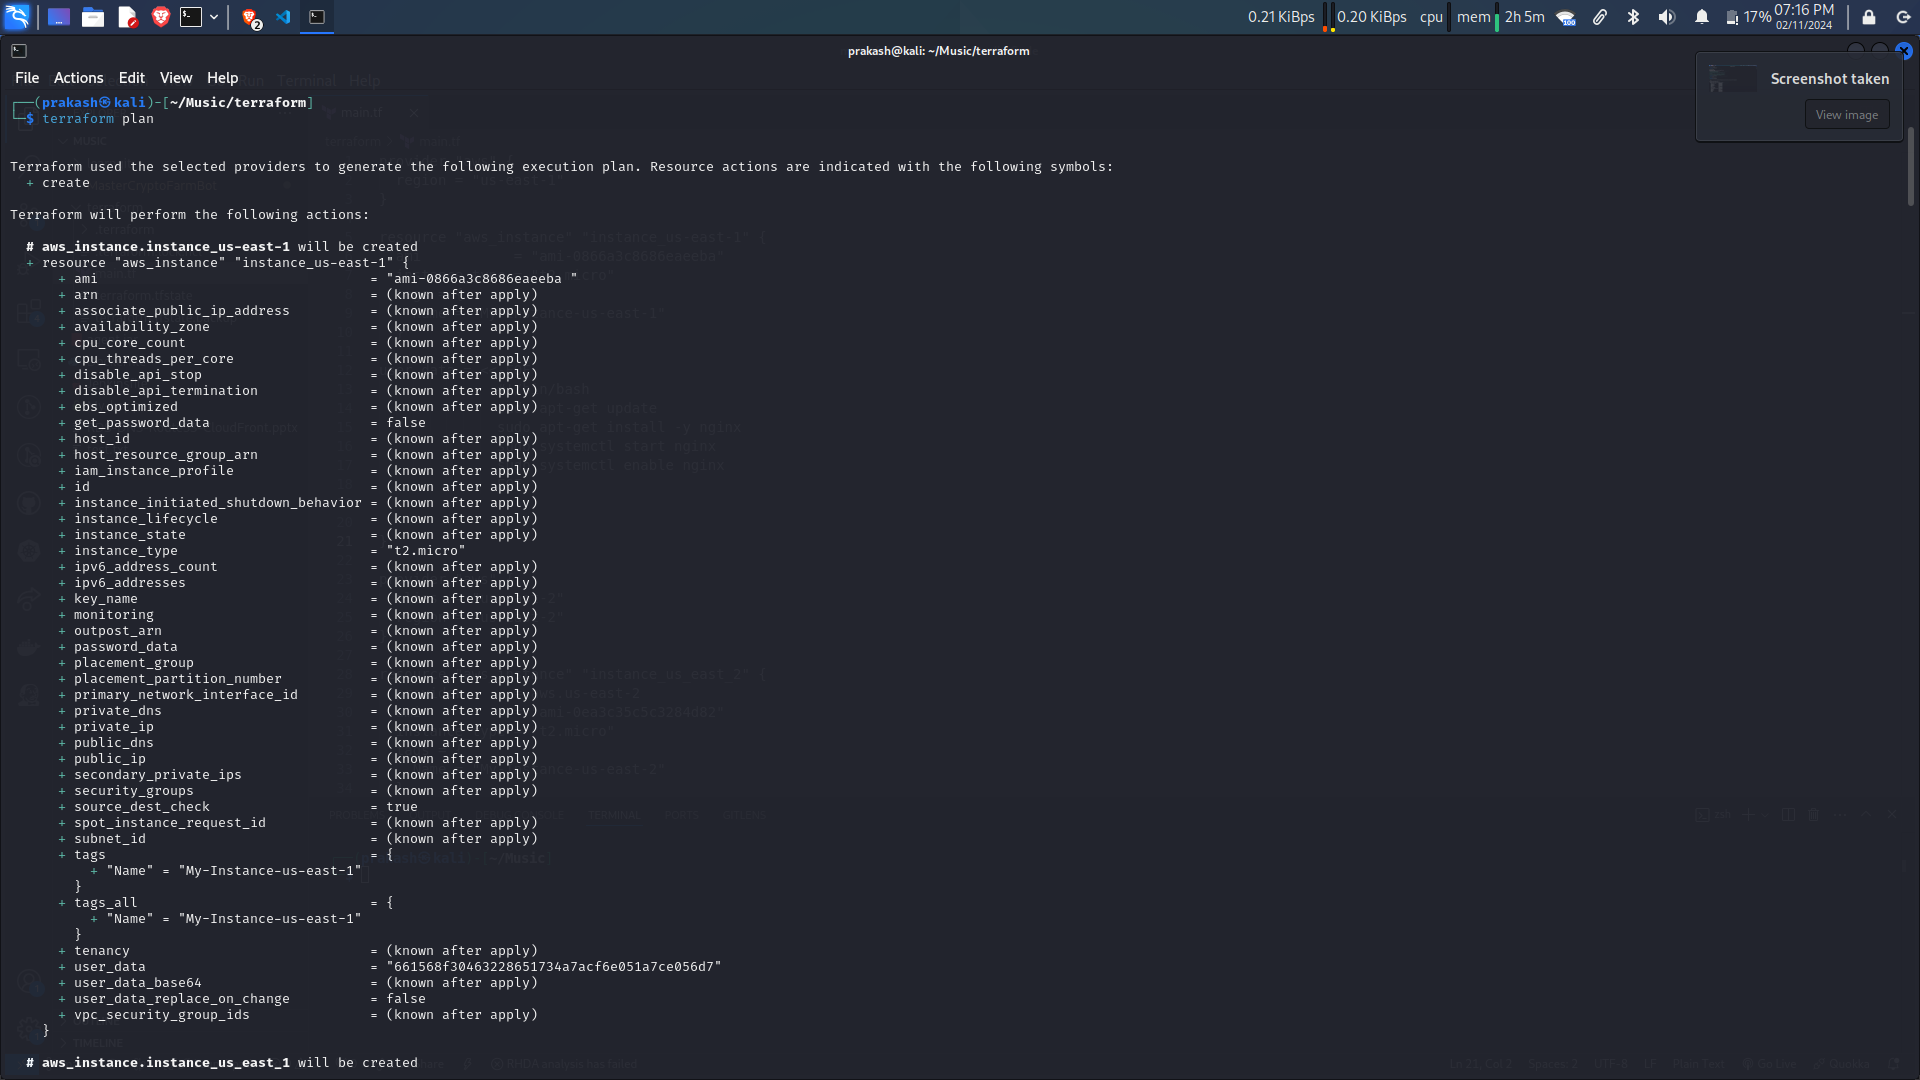 0.21 KiBps 0.20 KiBps cpu mem 2h 5m 100 17% 07:16 PM
02/11/2024
2
prakash@kali: ~/Music/terraform
File Actions Edit View Help
Screenshot taken
View image
┌──(prakash㉿kali)-[~/Music/terraform]
└─$ terraform plan
Terraform used the selected providers to generate the following execution plan. Resource actions are indicated with the following symbols:
+ create
Terraform will perform the following actions:
# aws_instance.instance_us-east-1 will be created
+ resource "aws_instance" "instance_us-east-1" {
+ ami = "ami-0866a3c8686eaeeba "
+ arn = (known after apply)
+ associate_public_ip_address = (known after apply)
+ availability_zone = (known after apply)
+ cpu_core_count = (known after apply)
+ cpu_threads_per_core = (known after apply)
+ disable_api_stop = (known after apply)
+ disable_api_termination = (known after apply)
+ ebs_optimized = (known after apply)
+ get_password_data = false
+ host_id = (known after apply)
+ host_resource_group_arn = (known after apply)
+ iam_instance_profile = (known after apply)
+ id = (known after apply)
+ instance_initiated_shutdown_behavior = (known after apply)
+ instance_lifecycle = (known after apply)
+ instance_state = (known after apply)
+ instance_type = "t2.micro"
+ ipv6_address_count = (known after apply)
+ ipv6_addresses = (known after apply)
+ key_name = (known after apply)
+ monitoring = (known after apply)
+ outpost_arn = (known after apply)
+ password_data = (known after apply)
+ placement_group = (known after apply)
+ placement_partition_number = (known after apply)
+ primary_network_interface_id = (known after apply)
+ private_dns = (known after apply)
+ private_ip = (known after apply)
+ public_dns = (known after apply)
+ public_ip = (known after apply)
+ secondary_private_ips = (known after apply)
+ security_groups = (known after apply)
+ source_dest_check = true
+ spot_instance_request_id = (known after apply)
+ subnet_id = (known after apply)
+ tags = {
+ "Name" = "My-Instance-us-east-1"
}
+ tags_all = {
+ "Name" = "My-Instance-us-east-1"
}
+ tenancy = (known after apply)
+ user_data = "661568f30463228651734a7acf6e051a7ce056d7"
+ user_data_base64 = (known after apply)
+ user_data_replace_on_change = false
+ vpc_security_group_ids = (known after apply)
}
# aws_instance.instance_us_east_1 will be created